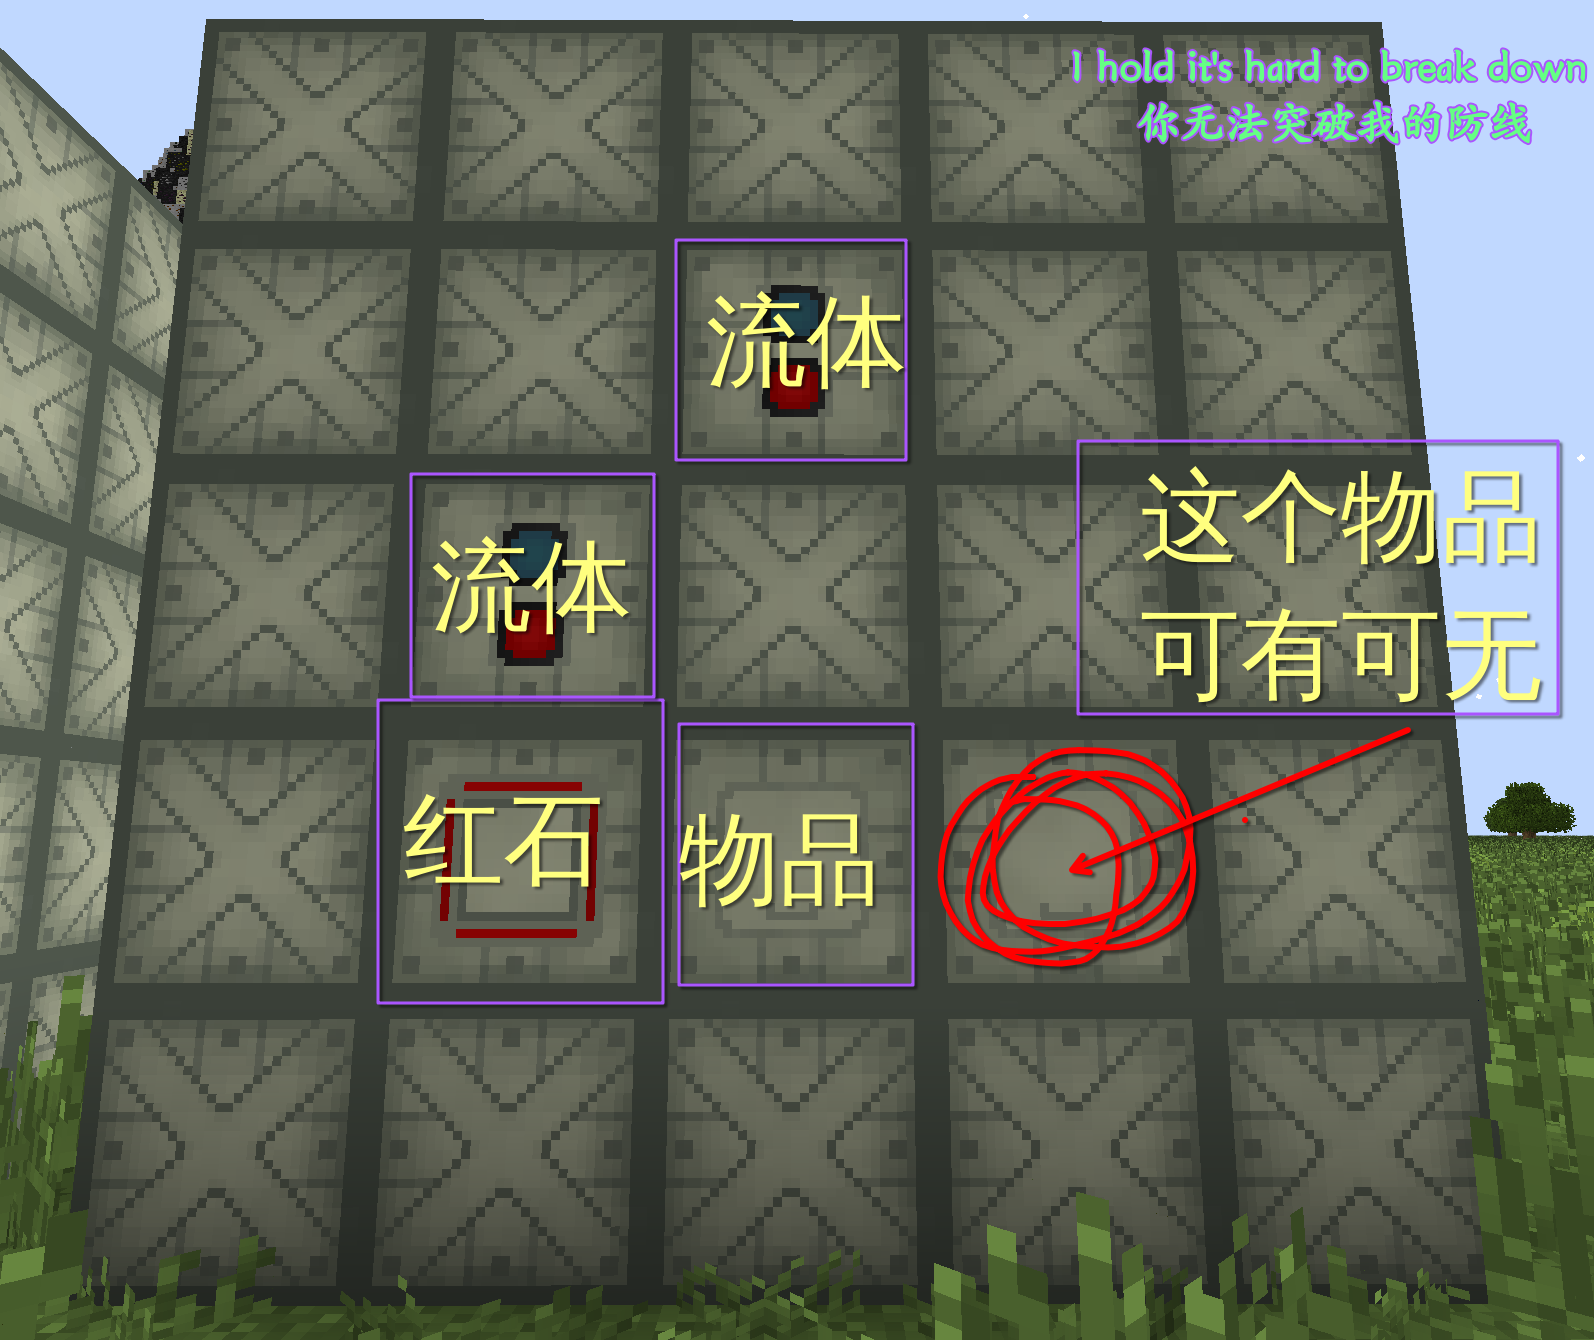 I hold it's hard to break down
你无法突破我的防线
流体
流体
这个物品
可有可无
红石
物品